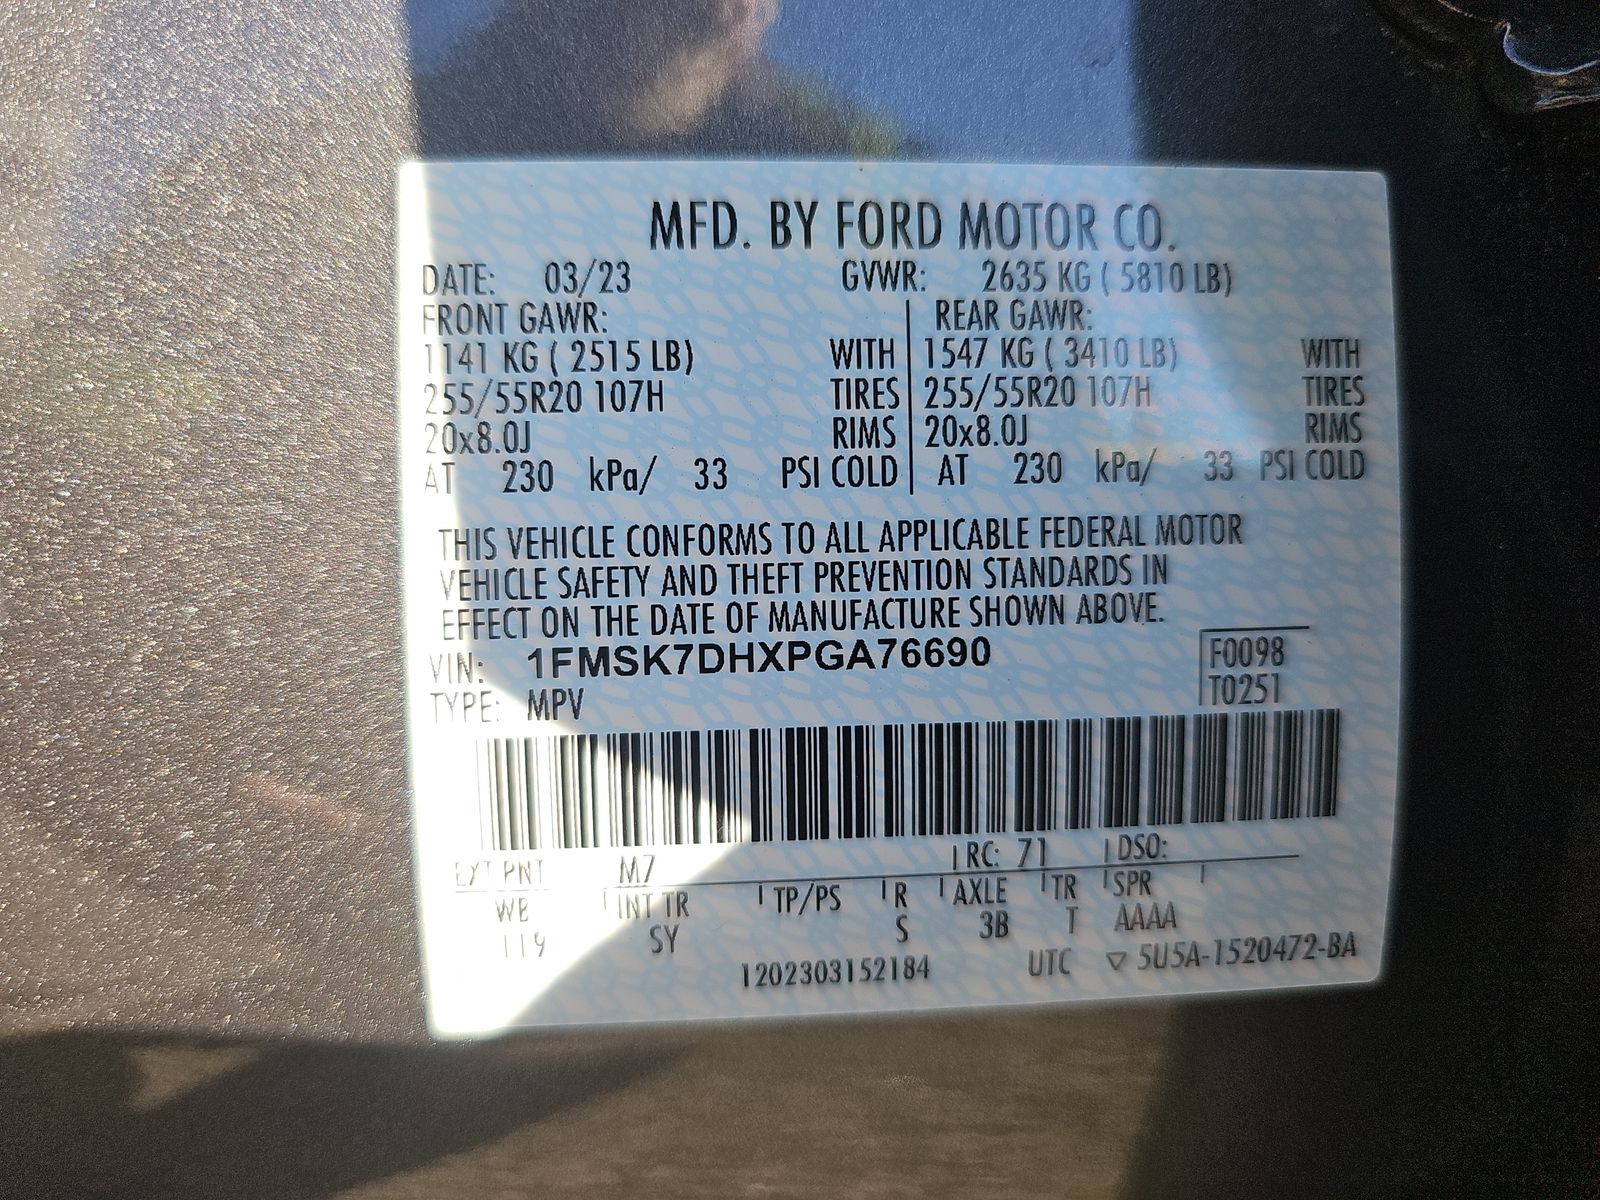 MFD. BY FORD MOTOR CO.
DATE: 03/23 GVWR: 2635 KG ( 5810 LB)
FRONT GAWR: REAR GAWR:
1141 KG ( 2515 LB) WITH 1547 KG ( 3410 LB) WITH
255/55R20 107H TIRES 255/55R20 107H TIRES
20x8.0J RIMS 20x8.0J RIMS
AT 230 kPa/ 33 PSI COLD AT 230 kPa/ 33 PSI COLD
THIS VEHICLE CONFORMS TO ALL APPLICABLE FEDERAL MOTOR
VEHICLE SAFETY AND THEFT PREVENTION STANDARDS IN
EFFECT ON THE DATE OF MANUFACTURE SHOWN ABOVE.
VIN: 1FMSK7DHXPGA76690 F0098
TYPE: MPV T0251
EXT PNT M7 RC: 71 DSO:
WB INT TR TP/PS R AXLE TR SPR
119 SY S 3B T AAAA
1202303152184 UTC ▽ 5U5A-1520472-BA